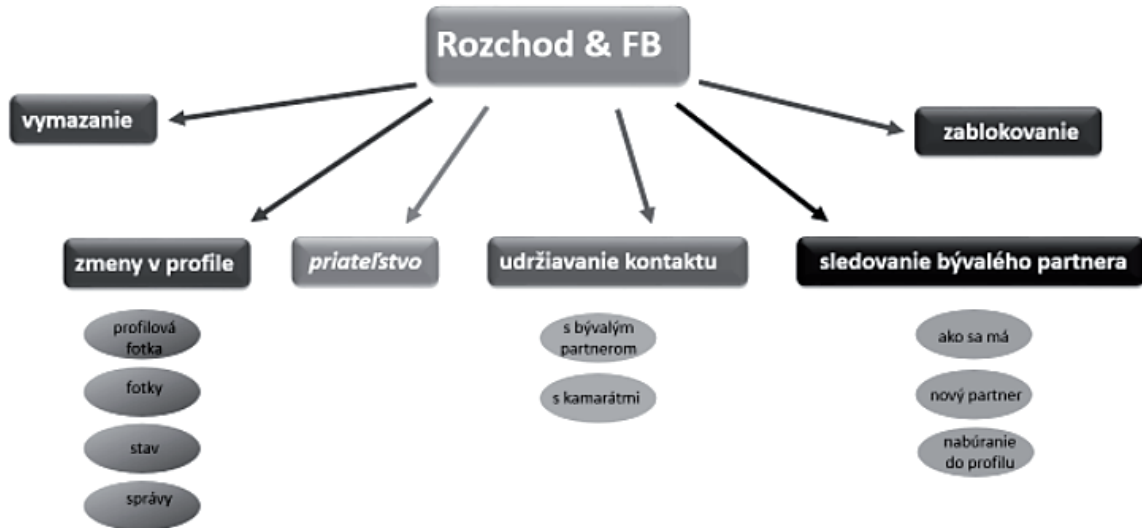 Rozchod & FB
vymazanie
zablokovanie
zmeny v profile
priateľstvo
udržiavanie kontaktu
sledovanie bývalého partnera
profilová
fotka
fotky
stav
správy
s bývalým
partnerom
s kamarátmi
ako sa má
nový partner
nabúranie
do profilu